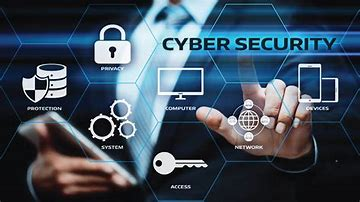 CYBER SECURITY
PRIVACY
PROTECTION
COMPUTER
DEVICES
SYSTEM
NETWORK
ACCESS